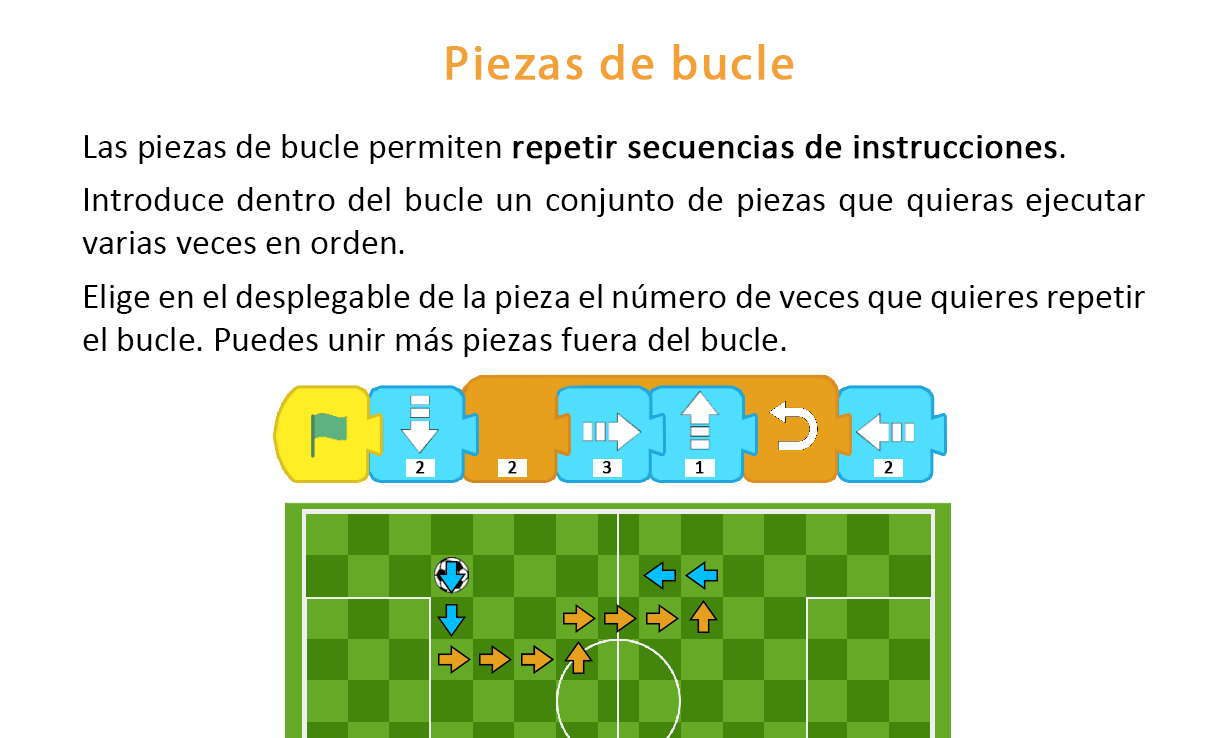 Piezas de bucle
Las piezas de bucle permiten repetir secuencias de instrucciones.
Introduce dentro del bucle un conjunto de piezas que quieras ejecutar
varias veces en orden.
Elige en el desplegable de la pieza el número de veces que quieres repetir
el bucle. Puedes unir más piezas fuera del bucle.
2 2 3 1 2